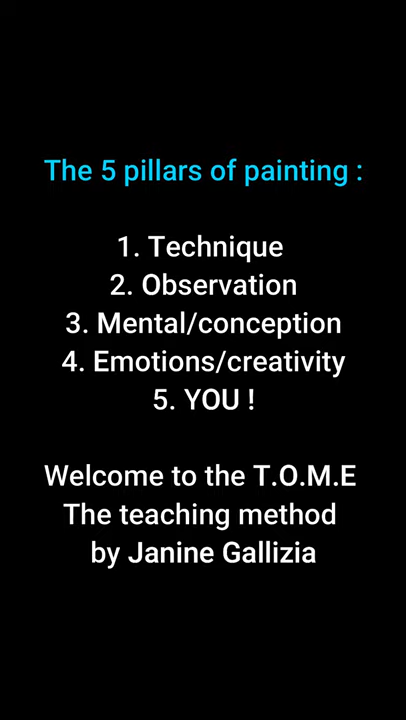 The 5 pillars of painting :
1. Technique
2. Observation
3. Mental/conception
4. Emotions/creativity
5. YOU !
Welcome to the T.O.M.E
The teaching method
by Janine Gallizia